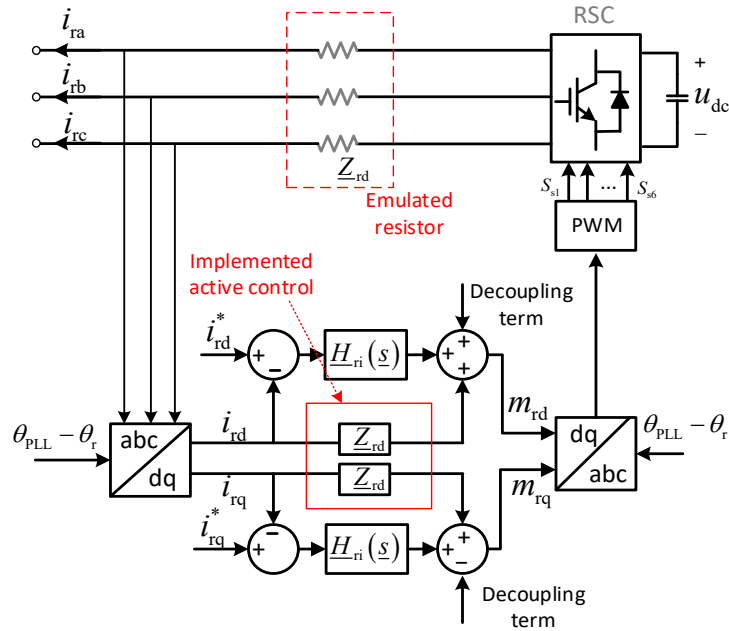 i_ra
RSC
i_rb
+
u_dc
−
i_rc
Z_rd
S_s1
...
S_s6
Emulated
resistor
PWM
Implemented
active control
Decoupling
term
i*_rd
+
−
H_ri(s)
+
+
+
i_rd
m_rd
θ_PLL − θ_r
abc
dq
Z_rd
Z_rd
dq
abc
θ_PLL − θ_r
i_rq
m_rq
i*_rq
+
−
H_ri(s)
+
+
−
Decoupling
term